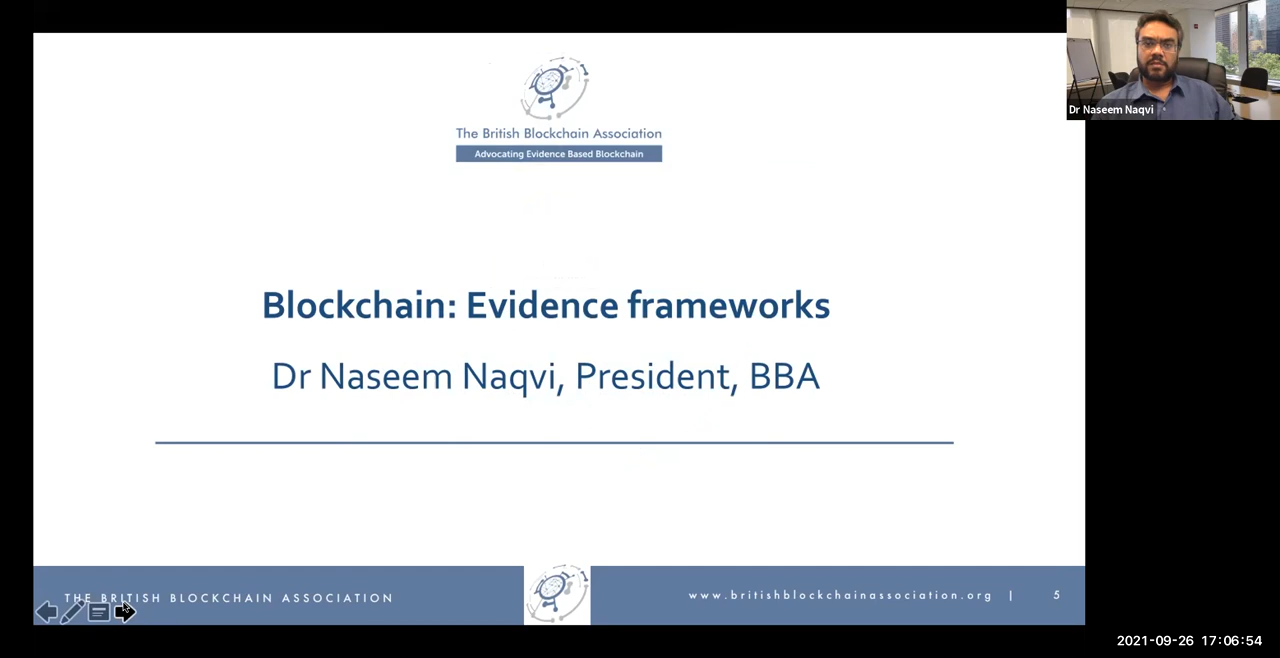 Dr Naseem Naqvi
The British Blockchain Association
Advocating Evidence Based Blockchain
Blockchain: Evidence frameworks
Dr Naseem Naqvi, President, BBA
THE BRITISH BLOCKCHAIN ASSOCIATION
www.britishblockchainassociation.org | 5
2021-09-26 17:06:54